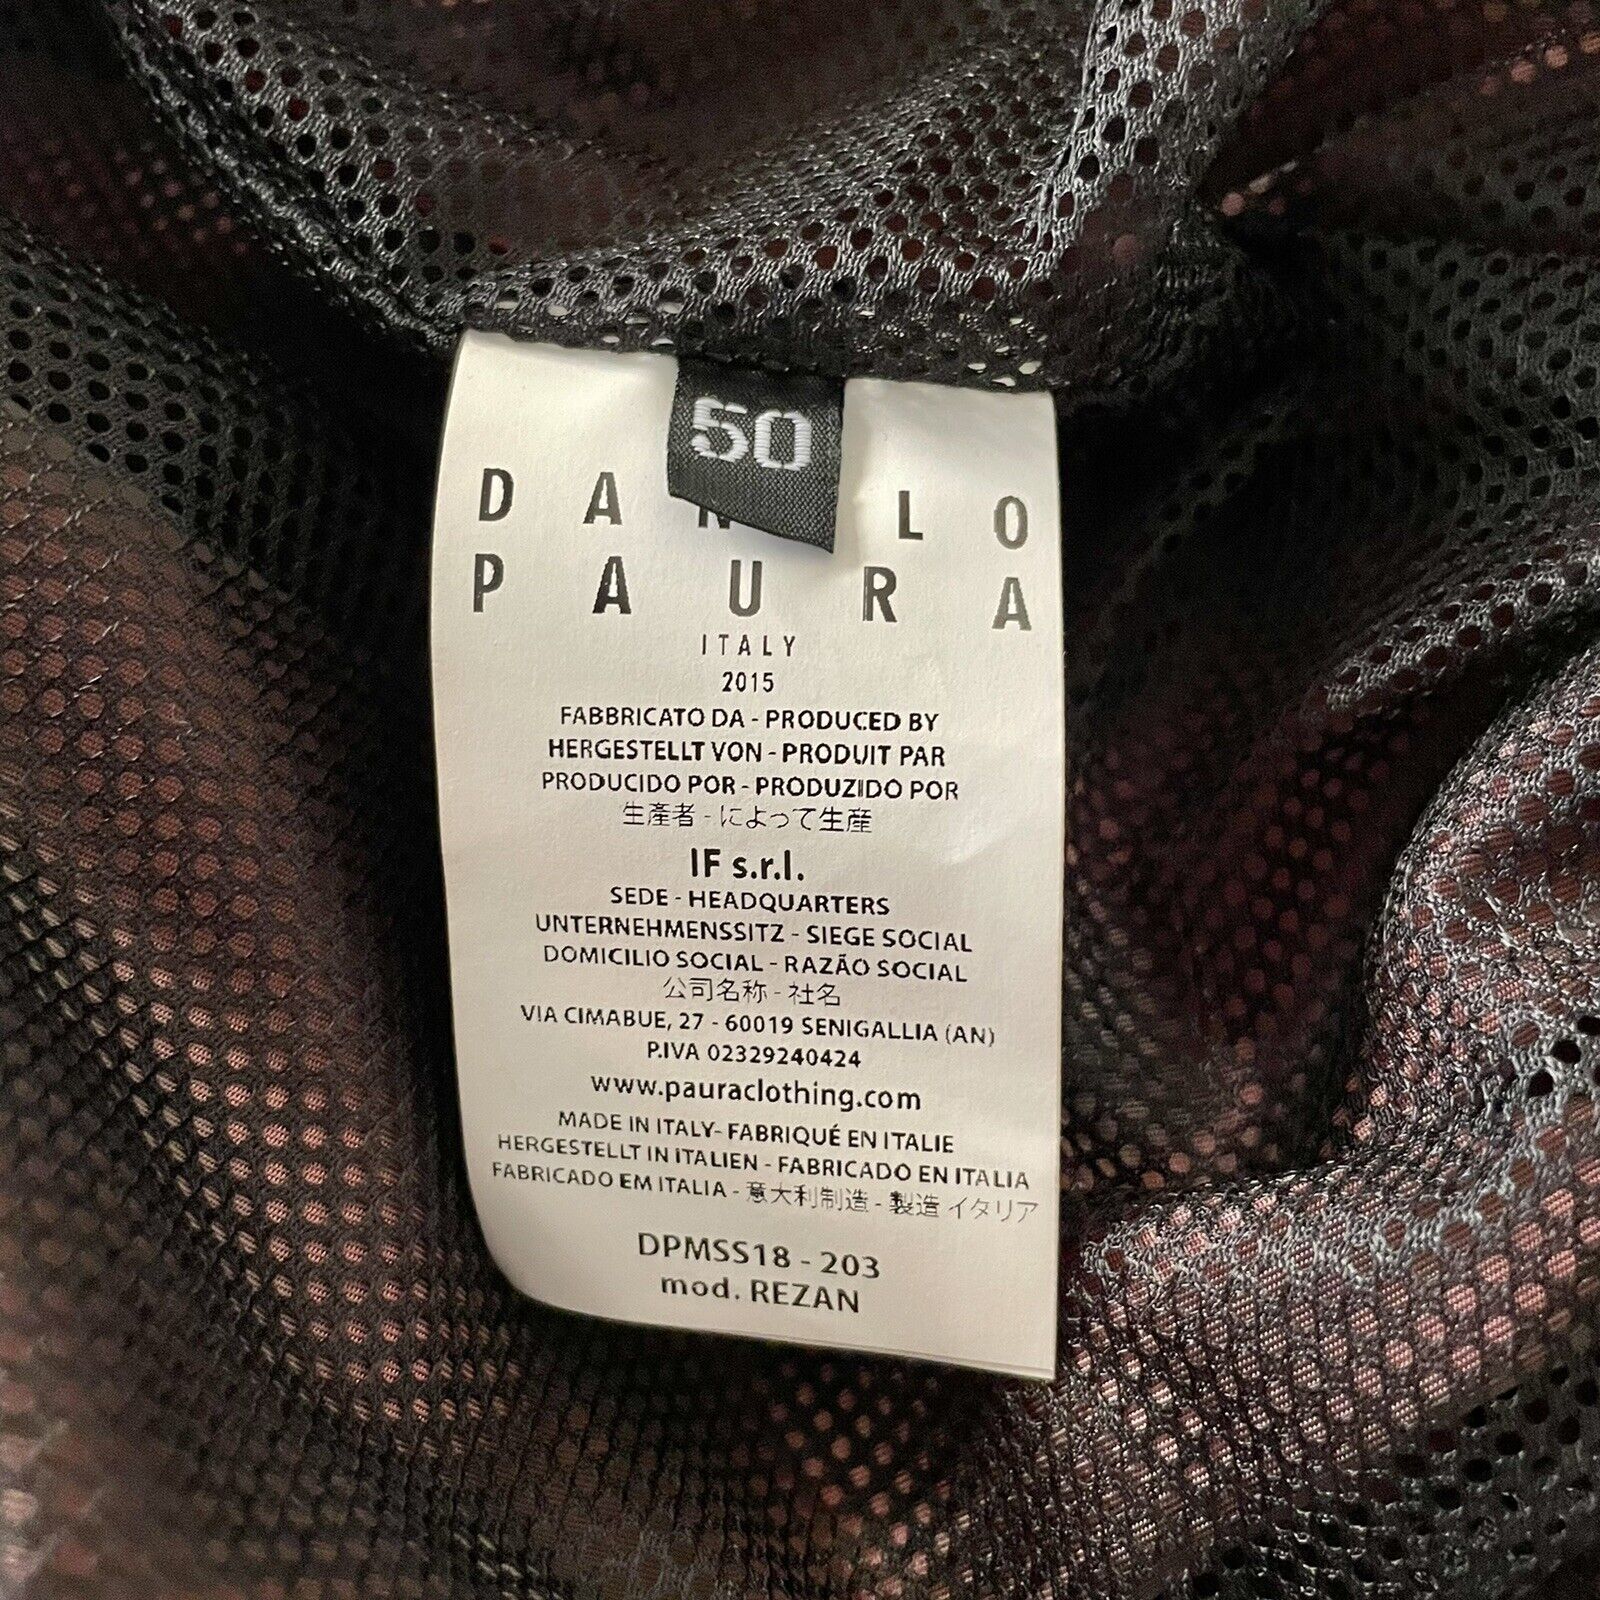 50
DANILO
PAURA
ITALY
2015
FABBRICATO DA - PRODUCED BY
HERGESTELLT VON - PRODUIT PAR
PRODUCIDO POR - PRODUZIDO POR
生產者 - によって生産
IF s.r.l.
SEDE - HEADQUARTERS
UNTERNEHMENSSITZ - SIEGE SOCIAL
DOMICILIO SOCIAL - RAZÃO SOCIAL
公司名称 - 社名
VIA CIMABUE, 27 - 60019 SENIGALLIA (AN)
P.IVA 02329240424
www.pauraclothing.com
MADE IN ITALY- FABRIQUÉ EN ITALIE
HERGESTELLT IN ITALIEN - FABRICADO EN ITALIA
FABRICADO EM ITALIA - 意大利制造 - 製造 イタリア
DPMSS18 - 203
mod. REZAN